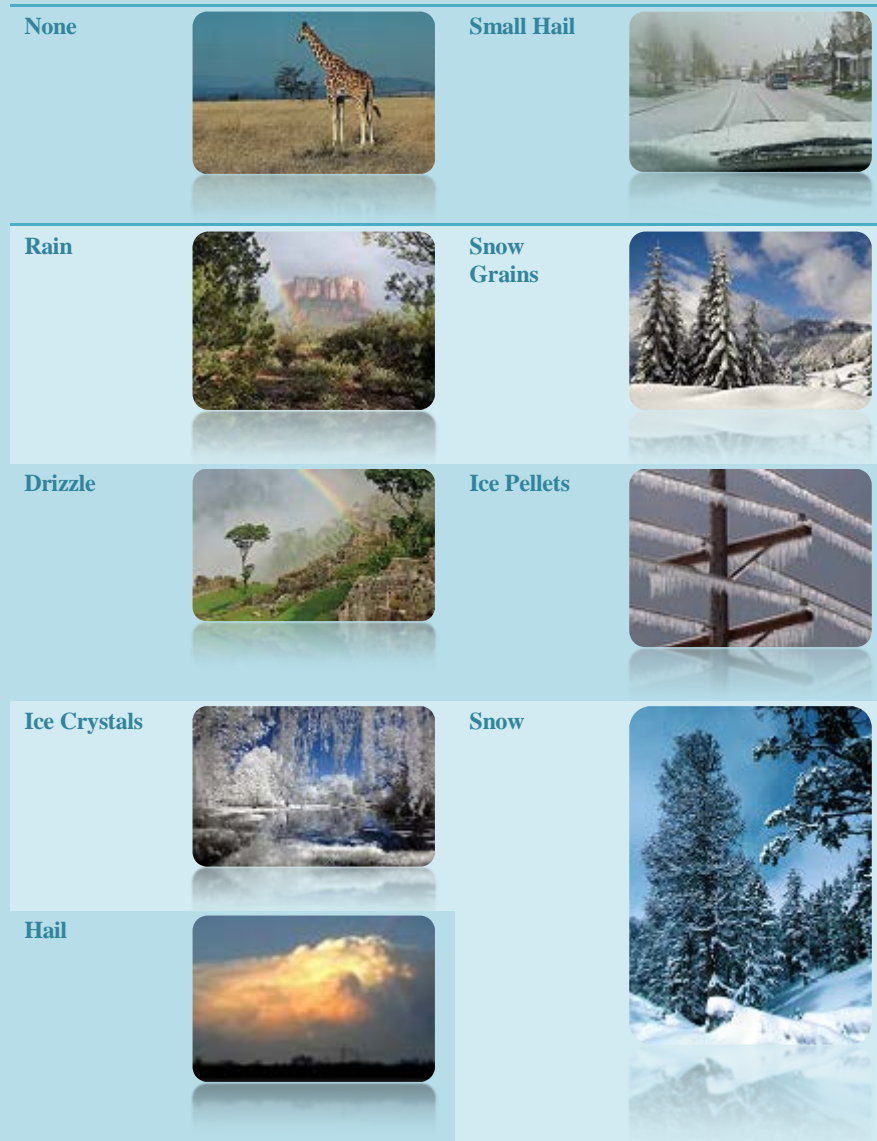 None
Small Hail
Rain
Snow
Grains
Drizzle
Ice Pellets
Ice Crystals
Snow
Hail